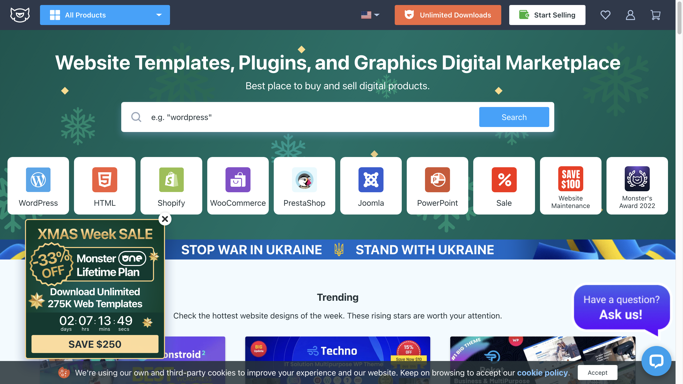 All Products
Unlimited Downloads
Start Selling
Website Templates, Plugins, and Graphics Digital Marketplace
Best place to buy and sell digital products.
e.g. "wordpress"
Search
WordPress
HTML
Shopify
WooCommerce
PrestaShop
Joomla
PowerPoint
Sale
SAVE
$100
Website
Maintenance
Monster's
Award 2022
XMAS Week SALE
-33%
OFF
Monster one
Lifetime Plan
Download Unlimited
275K Web Templates
02 : 07 : 13 : 49
days hrs mins secs
SAVE $250
STOP WAR IN UKRAINE STAND WITH UKRAINE
Trending
Check the hottest website designs of the week. These rising stars are worth your attention.
Have a question?
Ask us!
Techno
15%
OFF
We're using our own and third-party cookies to improve your experience and our website. Keep on browsing to accept our cookie policy.
Accept